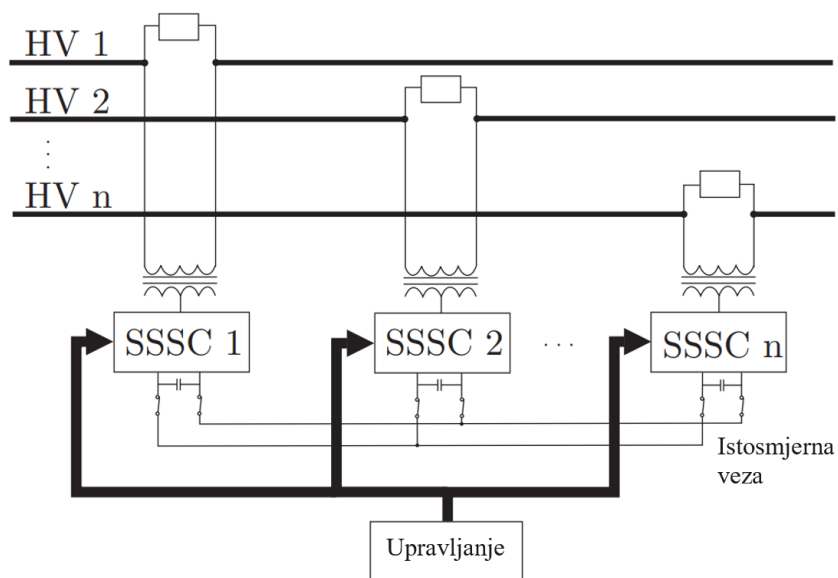 HV 1
HV 2
⋮
HV n
SSSC 1
SSSC 2
. . .
SSSC n
Istosmjerna
veza
Upravljanje